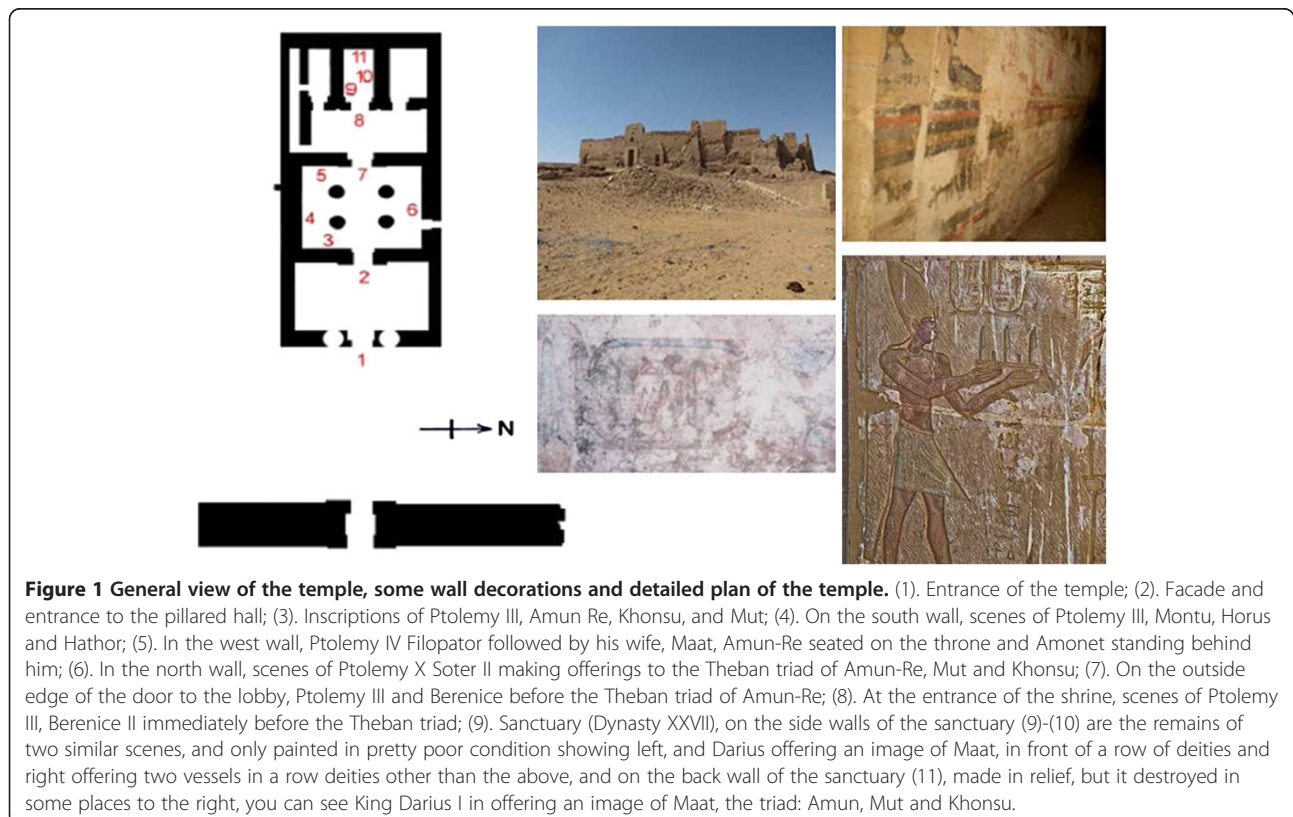 11
10
9
8
5 7
6
4
3
2
1
N
Figure 1 General view of the temple, some wall decorations and detailed plan of the temple. (1). Entrance of the temple; (2). Facade and
entrance to the pillared hall; (3). Inscriptions of Ptolemy III, Amun Re, Khonsu, and Mut; (4). On the south wall, scenes of Ptolemy III, Montu, Horus
and Hathor; (5). In the west wall, Ptolemy IV Filopator followed by his wife, Maat, Amun-Re seated on the throne and Amonet standing behind
him; (6). In the north wall, scenes of Ptolemy X Soter II making offerings to the Theban triad of Amun-Re, Mut and Khonsu; (7). On the outside
edge of the door to the lobby, Ptolemy III and Berenice before the Theban triad of Amun-Re; (8). At the entrance of the shrine, scenes of Ptolemy
III, Berenice II immediately before the Theban triad; (9). Sanctuary (Dynasty XXVII), on the side walls of the sanctuary (9)-(10) are the remains of
two similar scenes, and only painted in pretty poor condition showing left, and Darius offering an image of Maat, in front of a row of deities and
right offering two vessels in a row deities other than the above, and on the back wall of the sanctuary (11), made in relief, but it destroyed in
some places to the right, you can see King Darius I in offering an image of Maat, the triad: Amun, Mut and Khonsu.